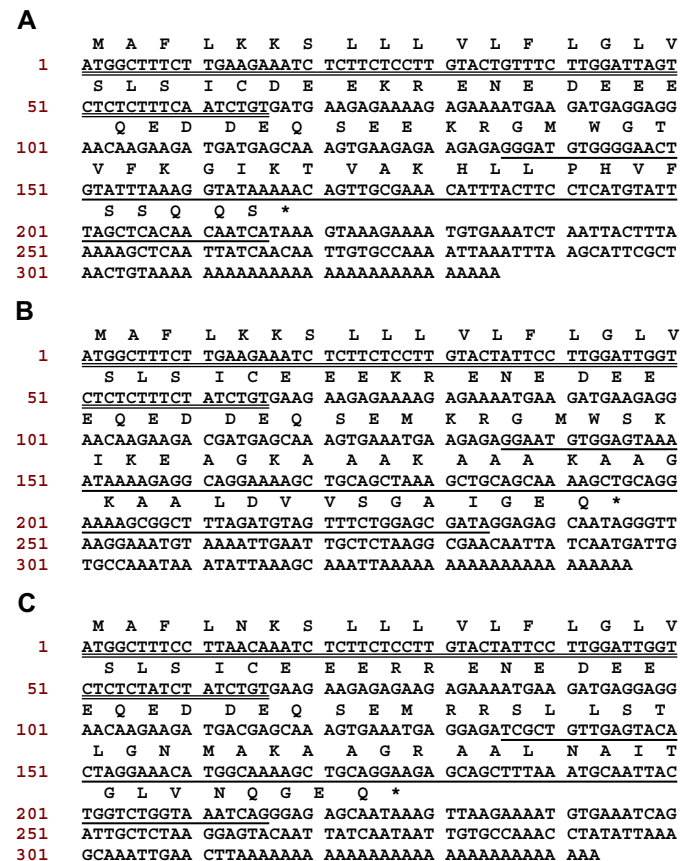 A
M A F L K K S L L L V L F L G L V
1 ATGGCTTTCT TGAAGAAATC TCTTCTCCTT GTACTGTTTC TTGGATTAGT
S L S I C D E E K R E N E D E E E
51 CTCTCTTTCA ATCTGTGATG AAGAGAAAAG AGAAAATGAA GATGAGGAGG
Q E D D E Q S E E K R G M W G T
101 AACAAGAAGA TGATGAGCAA AGTGAAGAGA AGAGAGGGAT GTGGGGAACT
V F K G I K T V A K H L L P H V F
151 GTATTTAAAG GTATAAAAAC AGTTGCGAAA CATTTACTTC CTCATGTATT
S S Q Q S *
201 TAGCTCACAA CAATCATAAA GTAAAGAAAA TGTGAAATCT AATTACTTTA
251 AAAAGCTCAA TTATCAACAA TTGTGCCAAA ATTAAATTTA AGCATTCGCT
301 AACTGTAAAA AAAAAAAAAA AAAAAAAAAA AAAAA
B
M A F L K K S L L L V L F L G L V
1 ATGGCTTTCT TGAAGAAATC TCTTCTCCTT GTACTATTCC TTGGATTGGT
S L S I C E E E K R E N E D E E
51 CTCTCTTTCT ATCTGTGAAG AAGAGAAAAG AGAAAATGAA GATGAAGAGG
E Q E D D E Q S E M K R G M W S K
101 AACAAGAAGA CGATGAGCAA AGTGAAATGA AGAGAGGAAT GTGGAGTAAA
I K E A G K A A A K A A A K A A G
151 ATAAAAGAGG CAGGAAAAGC TGCAGCTAAA GCTGCAGCAA AAGCTGCAGG
K A A L D V V S G A I G E Q *
201 AAAAGCGGCT TTAGATGTAG TTTCTGGAGC GATAGGAGAG CAATAGGGTT
251 AAGGAAATGT AAAATTGAAT TGCTCTAAGG CGAACAATTA TCAATGATTG
301 TGCCAAATAA ATATTAAAGC AAATTAAAAA AAAAAAAAAA AAAAAA
C
M A F L N K S L L L V L F L G L V
1 ATGGCTTTCC TTAACAAATC TCTTCTCCTT GTACTATTCC TTGGATTGGT
S L S I C E E E R R E N E D E E
51 CTCTCTATCT ATCTGTGAAG AAGAGAGAAG AGAAAATGAA GATGAGGAGG
E Q E D D E Q S E M R R S L L S T
101 AACAAGAAGA TGACGAGCAA AGTGAAATGA GGAGATCGCT GTTGAGTACA
L G N M A K A A G R A A L N A I T
151 CTAGGAAACA TGGCAAAAGC TGCAGGAAGA GCAGCTTTAA ATGCAATTAC
G L V N Q G E Q *
201 TGGTCTGGTA AATCAGGGAG AGCAATAAAG TTAAGAAAAT GTGAAATCAG
251 ATTGCTCTAA GGAGTACAAT TATCAATAAT TGTGCCAAAC CTATATTAAA
301 GCAAATTGAA CTTAAAAAAA AAAAAAAAAA AAAAAAAAAA AAA